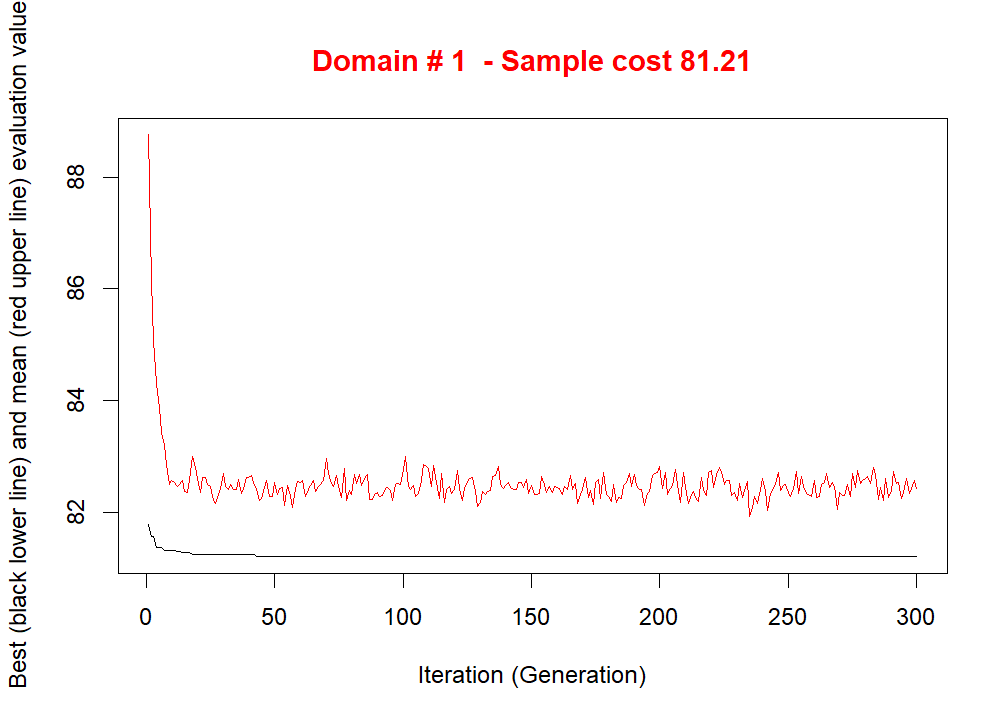 Domain # 1  - Sample cost 81.21
Best (black lower line) and mean (red upper line) evaluation value
88
86
84
82
0 50 100 150 200 250 300
Iteration (Generation)